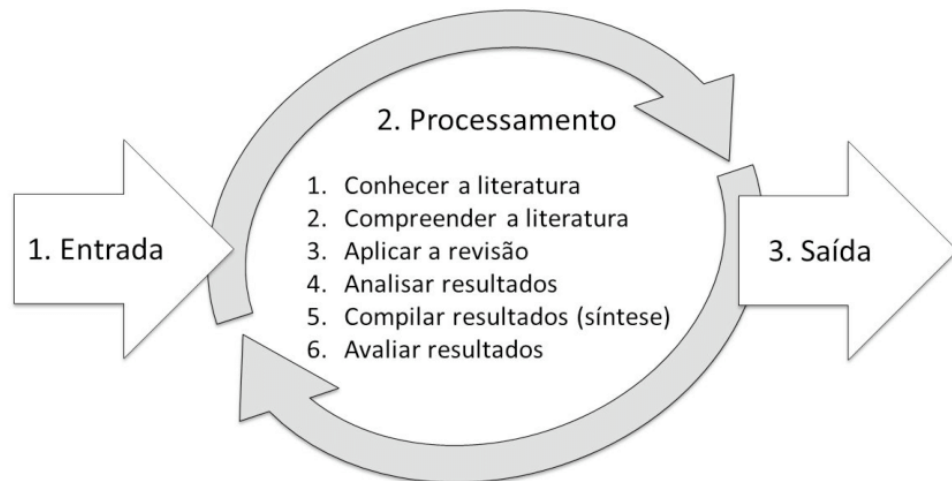 2. Processamento
1. Entrada
1. Conhecer a literatura
2. Compreender a literatura
3. Aplicar a revisão
4. Analisar resultados
5. Compilar resultados (síntese)
6. Avaliar resultados
3. Saída